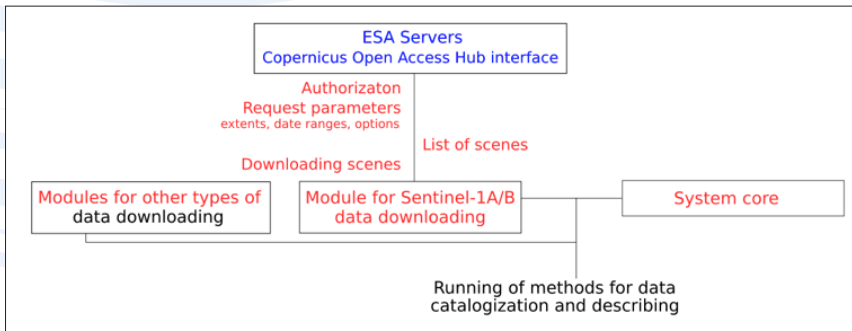 ESA Servers
Copernicus Open Access Hub interface
Authorizaton
Request parameters
extents, date ranges, options
List of scenes
Downloading scenes
Modules for other types of
data downloading
Module for Sentinel-1A/B
data downloading
System core
Running of methods for data
catalogization and describing